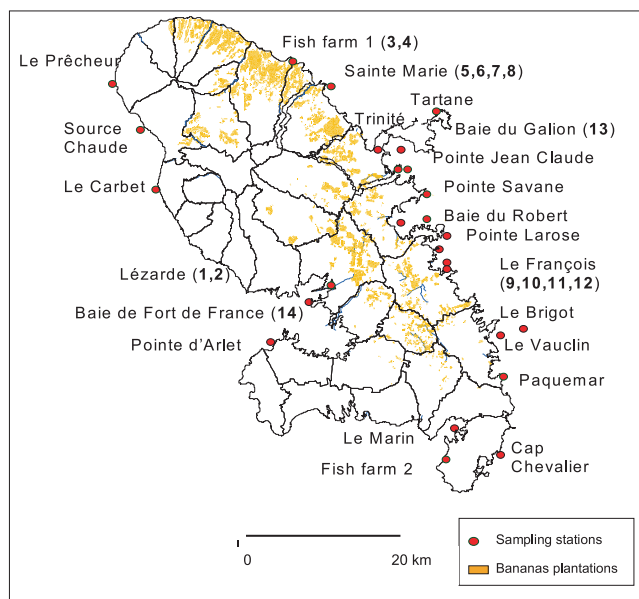 Fish farm 1 (3,4)
Le Prêcheur
Sainte Marie (5,6,7,8)
Tartane
Trinité
Baie du Galion (13)
Source
Chaude
Pointe Jean Claude
Le Carbet
Pointe Savane
Baie du Robert
Pointe Larose
Lézarde (1,2)
Le François
(9,10,11,12)
Baie de Fort de France (14)
Le Brigot
Pointe d'Arlet
Le Vauclin
Paquemar
Le Marin
Cap
Chevalier
Fish farm 2
0
20 km
Sampling stations
Bananas plantations